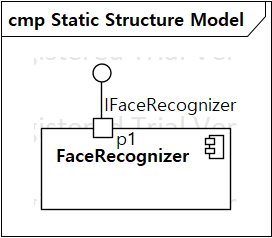 cmp Static Structure Model
IFaceRecognizer
p1
FaceRecognizer